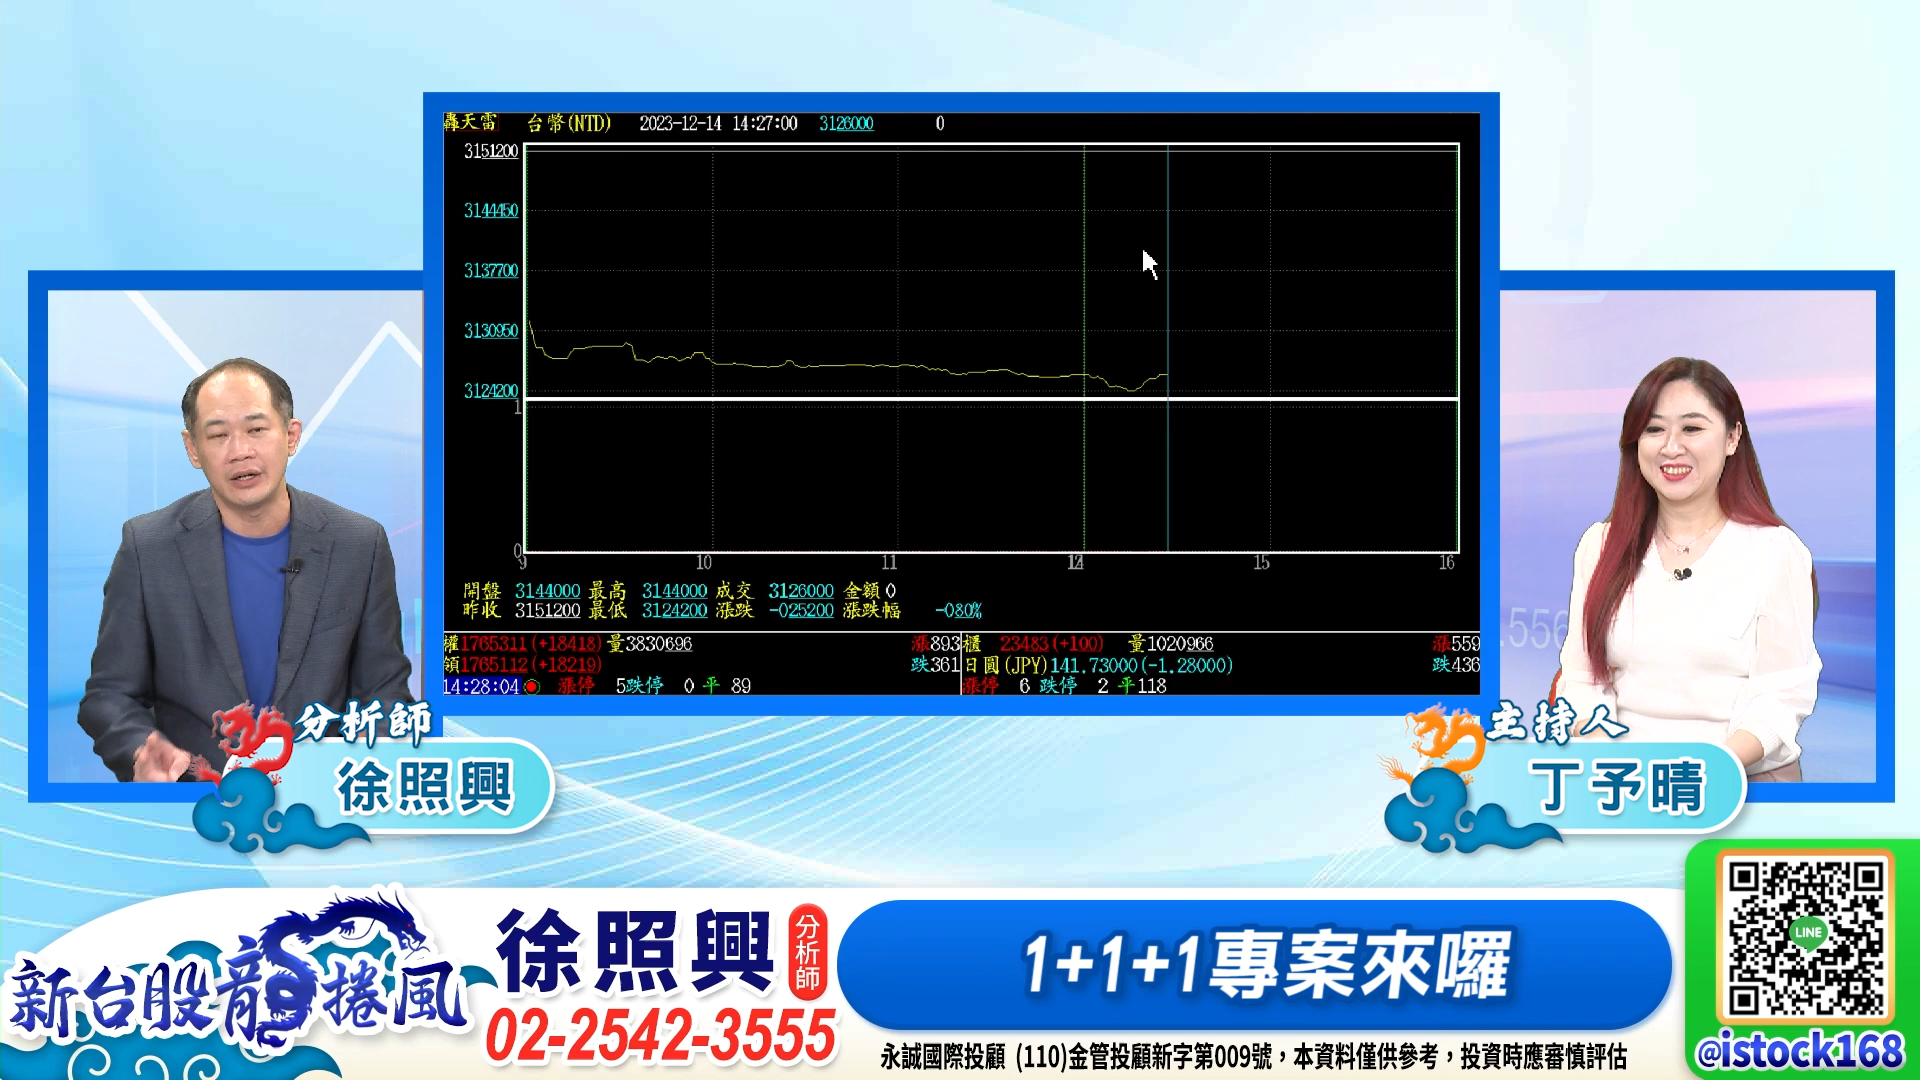 轟天雷 台幣(NTD) 2023-12-14 14:27:00 3126000 0
3151200
3144450
3137700
3130950
3124200
1
0
9 10 11 12 15 16
開盤 3144000 最高 3144000 成交 3126000 金額 0
昨收 3151200 最低 3124200 漲跌 -025200 漲跌幅 -080%
權1765311(+18418) 量3830696 漲893 櫃 23483(+100) 量1020966 漲559
領1765112(+18219) 跌361 日圓(JPY)141.73000(-1.28000) 跌436
14:28:04 漲停 5跌停 0 平 89 漲停 6 跌停 2 平118
.556
分析師
徐照興
主持人
丁予晴
新台股龍捲風
徐照興 分析師
02-2542-3555
1+1+1專案來囉
永誠國際投顧 (110)金管投顧新字第009號，本資料僅供參考，投資時應審慎評估
LINE
@istock168